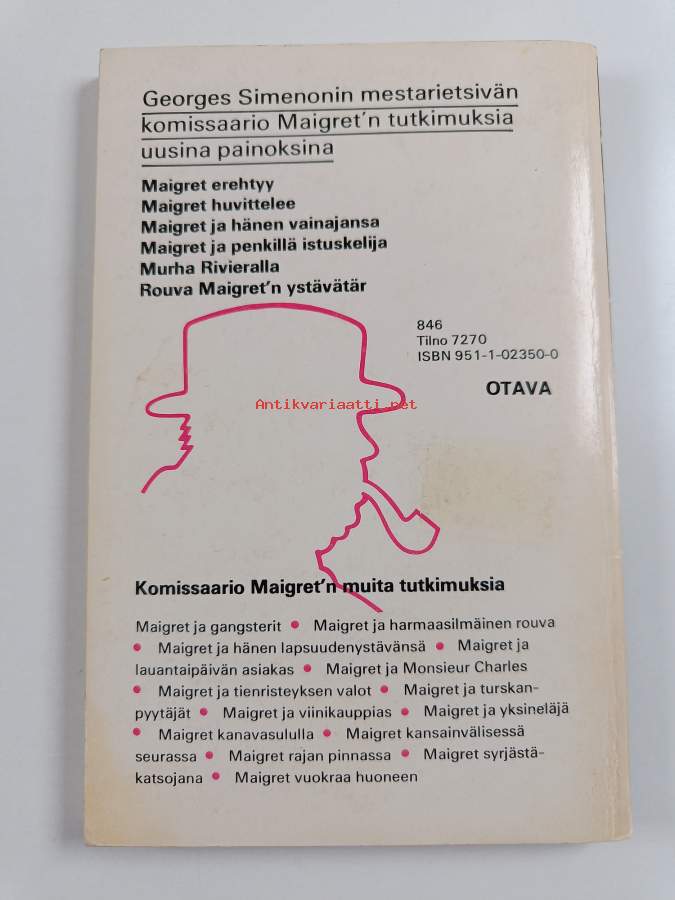 Georges Simenonin mestarietsivän
komissaario Maigret'n tutkimuksia
uusina painoksina
Maigret erehtyy
Maigret huvittelee
Maigret ja hänen vainajansa
Maigret ja penkillä istuskelija
Murha Rivieralla
Rouva Maigret'n ystävätär
846
Tilno 7270
ISBN 951-1-02350-0
OTAVA
Antikvariaatti.net
Komissaario Maigret'n muita tutkimuksia
Maigret ja gangsterit • Maigret ja harmaasilmäinen rouva
• Maigret ja hänen lapsuudenystävänsä • Maigret ja
lauantaipäivän asiakas • Maigret ja Monsieur Charles
• Maigret ja tienristeyksen valot • Maigret ja turskan-
pyytäjät • Maigret ja viinikauppias • Maigret ja yksineläjä
• Maigret kanavasululla • Maigret kansainvälisessä
seurassa • Maigret rajan pinnassa • Maigret syrjästä-
katsojana • Maigret vuokraa huoneen